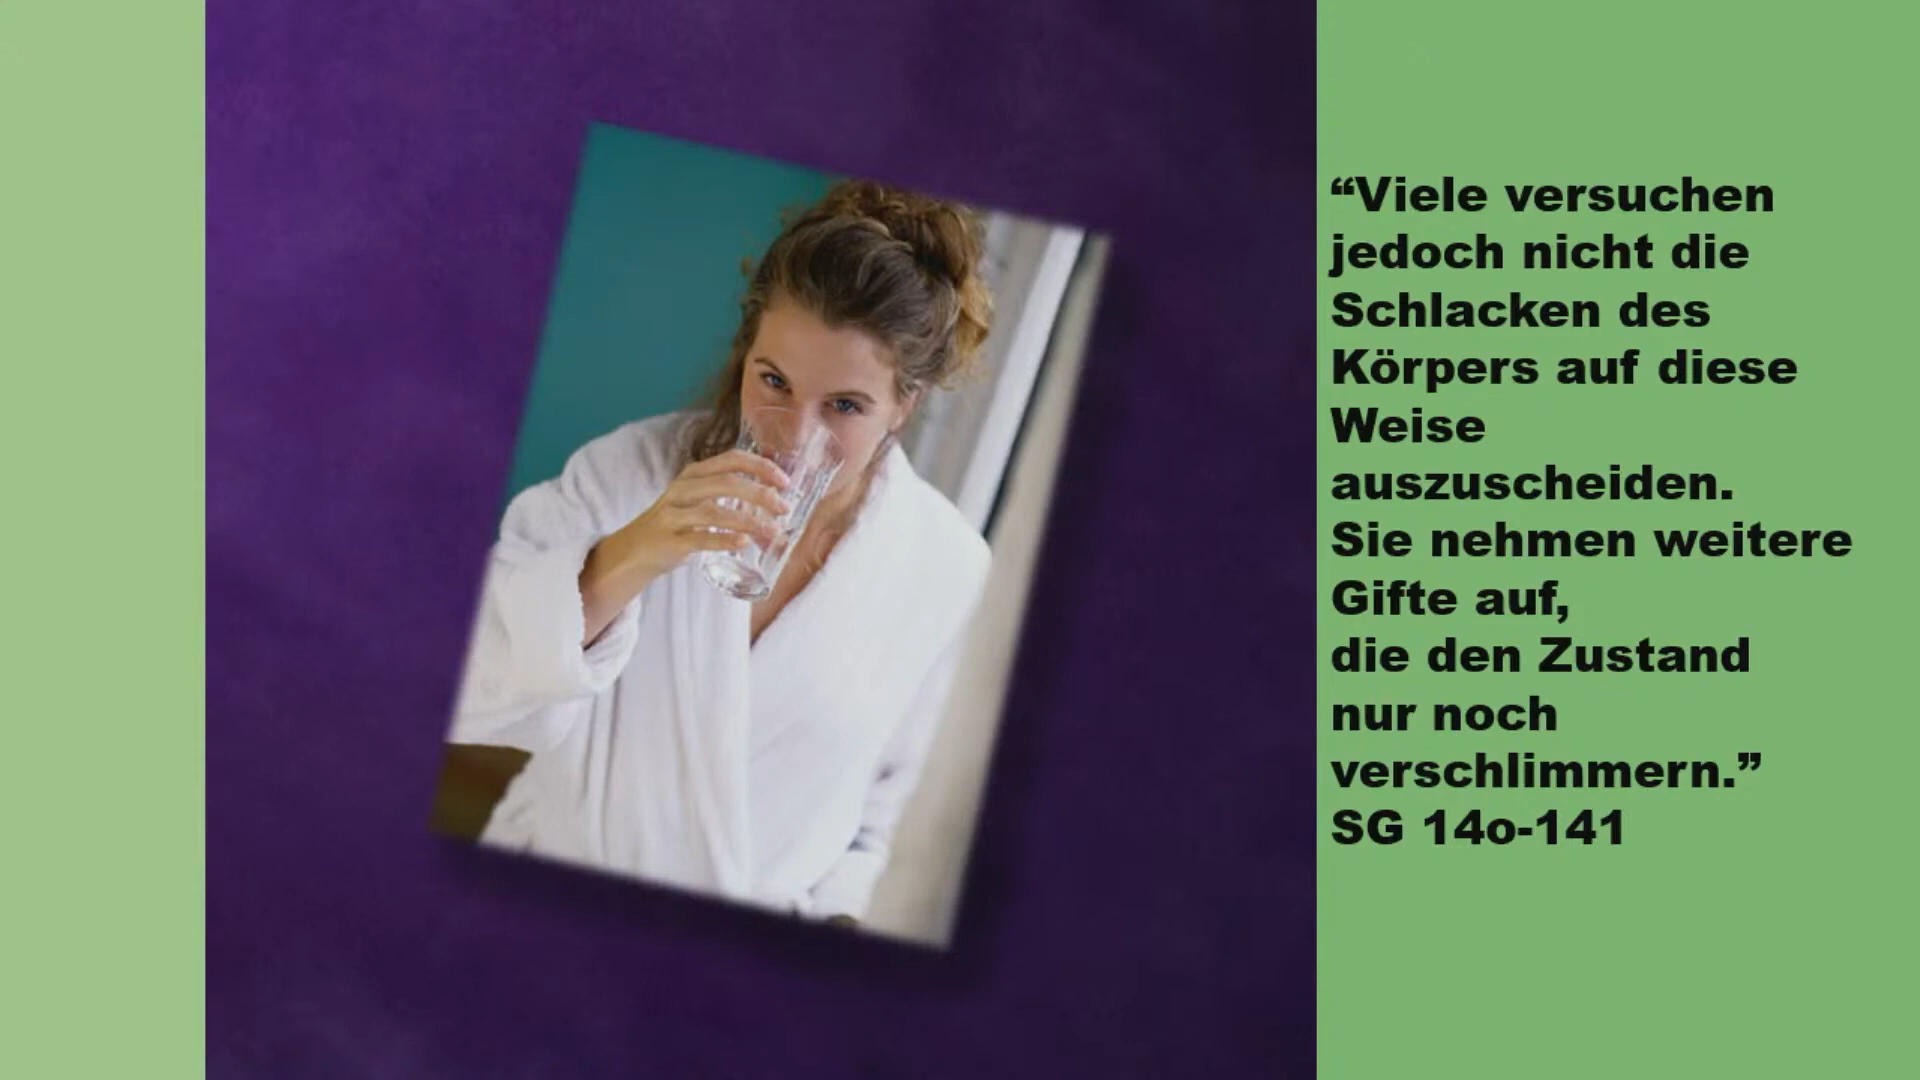 “Viele versuchen
jedoch nicht die
Schlacken des
Körpers auf diese
Weise
auszuscheiden.
Sie nehmen weitere
Gifte auf,
die den Zustand
nur noch
verschlimmern.”
SG 14o-141